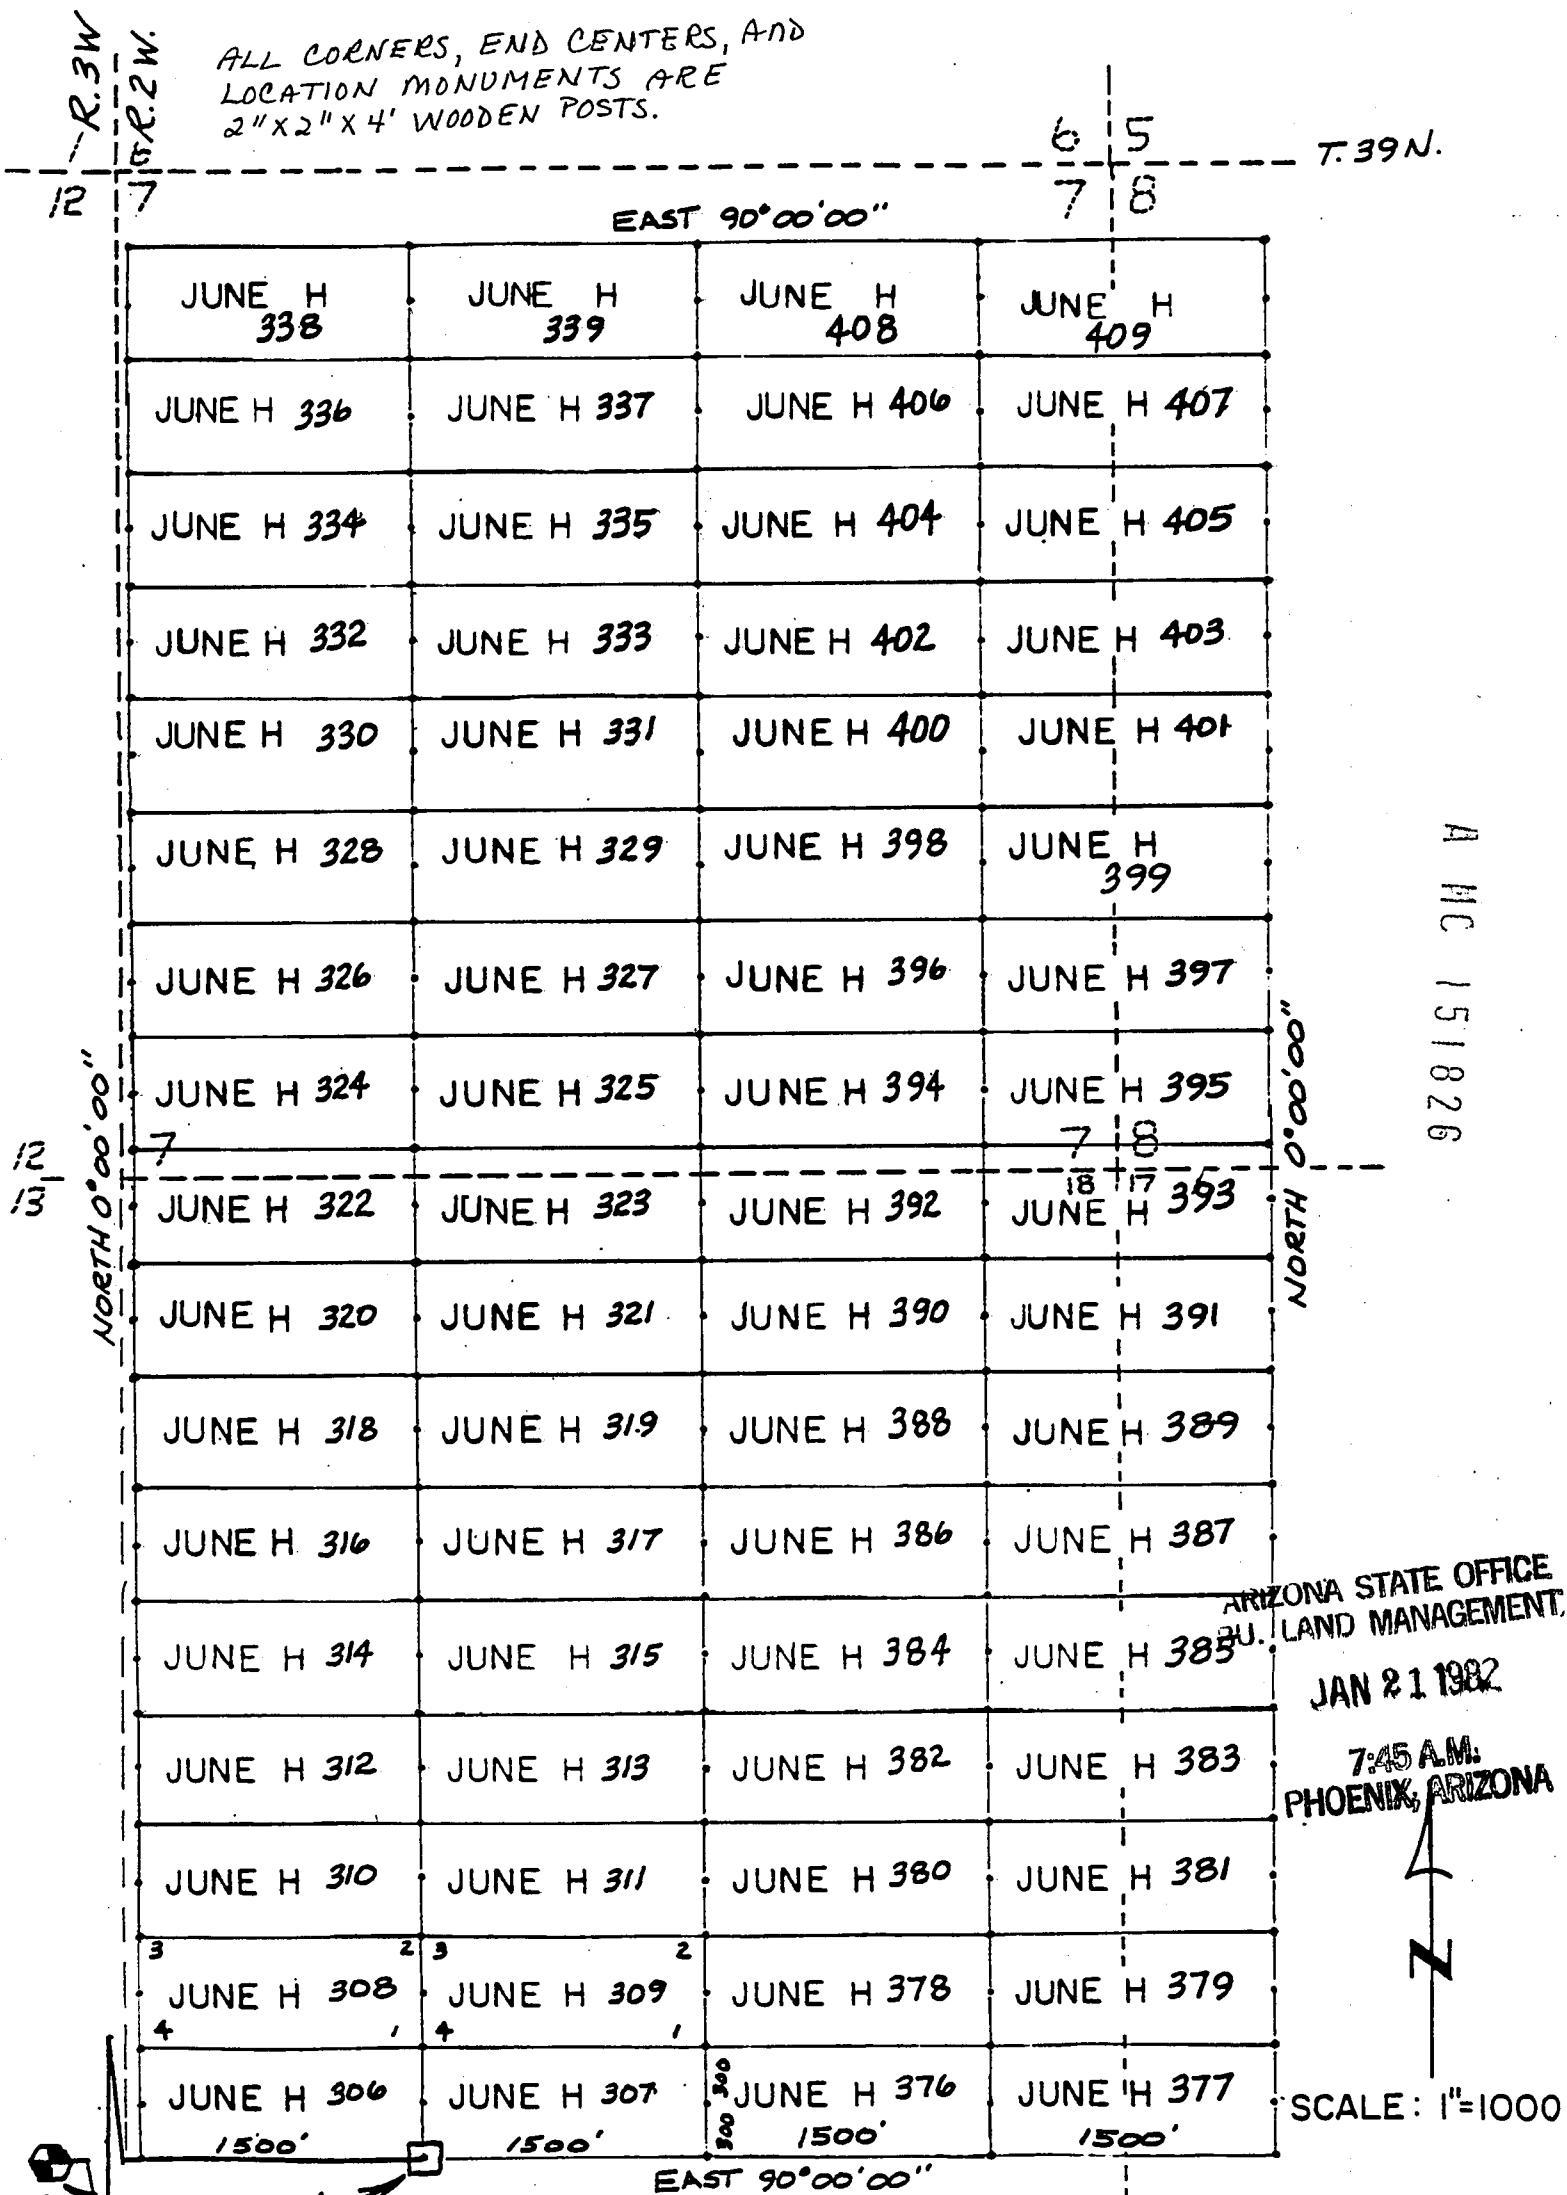 R.3W
R.2W.
ALL CORNERS, END CENTERS, AND
LOCATION MONUMENTS ARE
2"X2"X4' WOODEN POSTS.
6 5
T.39N.
12 7
7 8
EAST 90°00'00"
JUNE H 338
JUNE H 339
JUNE H 408
JUNE H 409
JUNE H 336
JUNE H 337
JUNE H 406
JUNE H 407
JUNE H 334
JUNE H 335
JUNE H 404
JUNE H 405
JUNE H 332
JUNE H 333
JUNE H 402
JUNE H 403
JUNE H 330
JUNE H 331
JUNE H 400
JUNE H 401
JUNE H 328
JUNE H 329
JUNE H 398
JUNE H 399
JUNE H 326
JUNE H 327
JUNE H 396
JUNE H 397
JUNE H 324
JUNE H 325
JUNE H 394
JUNE H 395
A MC 151826
NORTH 0°00'00"
NORTH 0°00'00"
12 7
13
7 8
18 17
JUNE H 322
JUNE H 323
JUNE H 392
JUNE H 393
JUNE H 320
JUNE H 321
JUNE H 390
JUNE H 391
JUNE H 318
JUNE H 319
JUNE H 388
JUNE H 389
JUNE H 316
JUNE H 317
JUNE H 386
JUNE H 387
JUNE H 314
JUNE H 315
JUNE H 384
JUNE H 385
ARIZONA STATE OFFICE
BU. LAND MANAGEMENT
JAN 21 1982
7:45 A.M.
PHOENIX, ARIZONA
JUNE H 312
JUNE H 313
JUNE H 382
JUNE H 383
JUNE H 310
JUNE H 311
JUNE H 380
JUNE H 381
N
3 2 3 2
JUNE H 308
JUNE H 309
JUNE H 378
JUNE H 379
4 1 4 1
JUNE H 306
JUNE H 307
300 300
JUNE H 376
JUNE H 377
SCALE: 1"=1000
1500'
1500'
1500'
1500'
EAST 90°00'00"